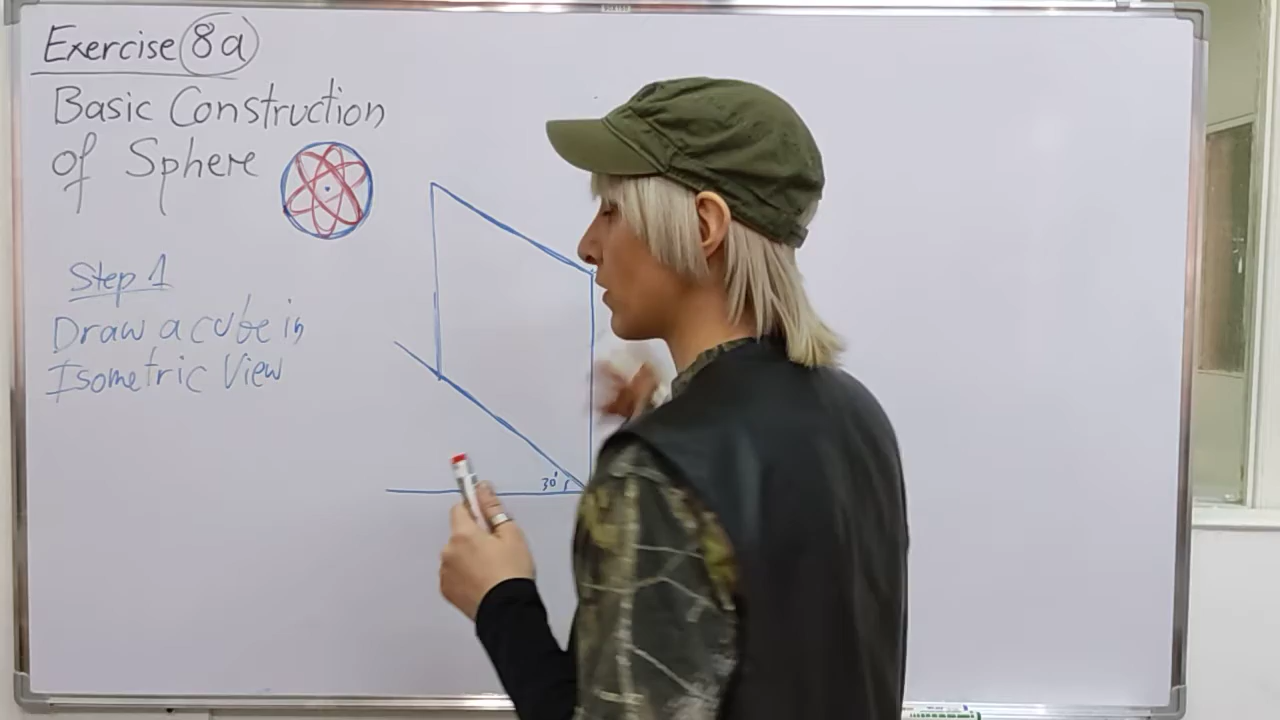 Exercise 8a
Basic Construction
of Sphere
Step 1
Draw a cube in
Isometric View
30°